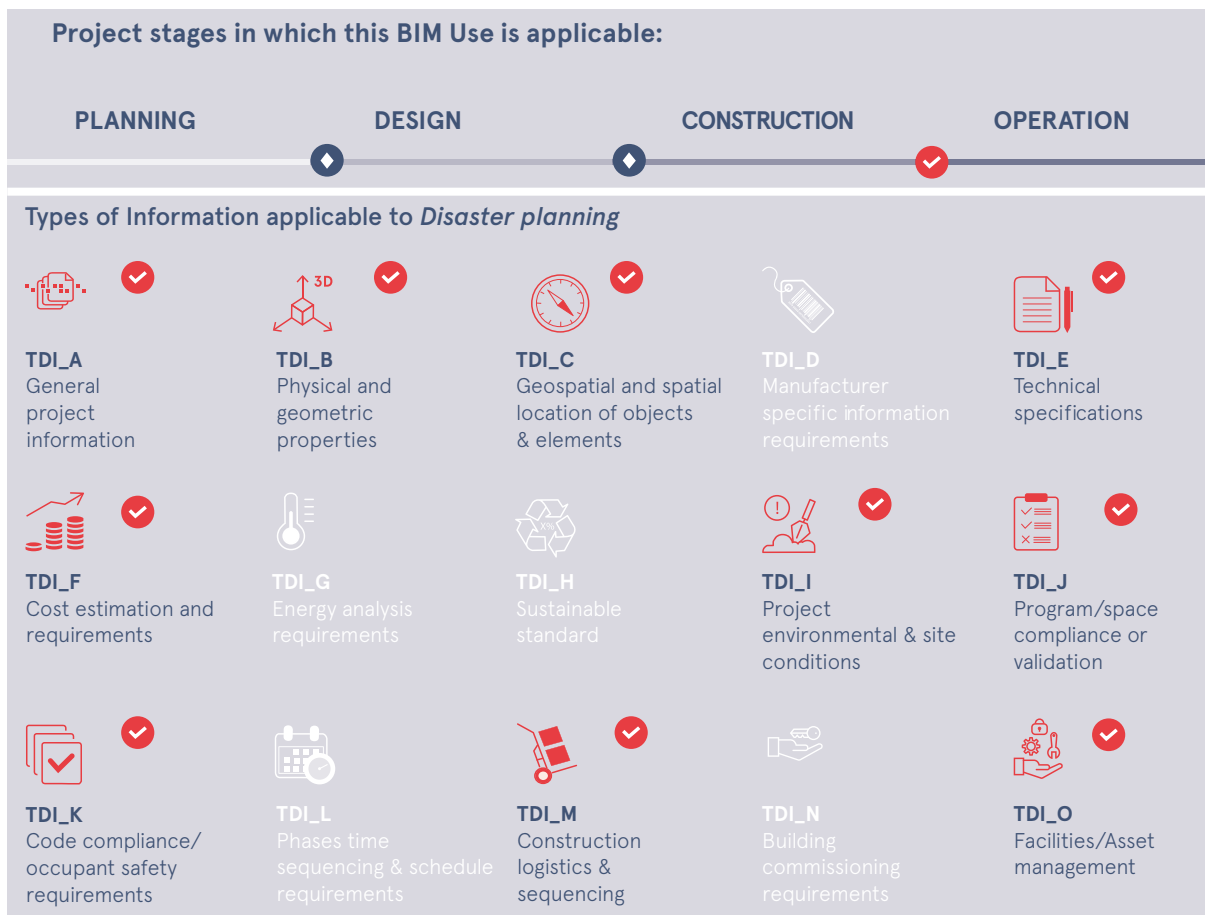 Project stages in which this BIM Use is applicable:
PLANNING DESIGN CONSTRUCTION OPERATION
Types of Information applicable to Disaster planning
3D
TDI_A
General
project
information
TDI_B
Physical and
geometric
properties
TDI_C
Geospatial and spatial
location of objects
& elements
TDI_D
Manufacturer
specific information
requirements
TDI_E
Technical
specifications
TDI_F
Cost estimation and
requirements
TDI_G
Energy analysis
requirements
X%
TDI_H
Sustainable
standard
!
TDI_I
Project
environmental & site
conditions
TDI_J
Program/space
compliance or
validation
TDI_K
Code compliance/
occupant safety
requirements
TDI_L
Phases time
sequencing & schedule
requirements
TDI_M
Construction
logistics &
sequencing
TDI_N
Building
commissioning
requirements
TDI_O
Facilities/Asset
management